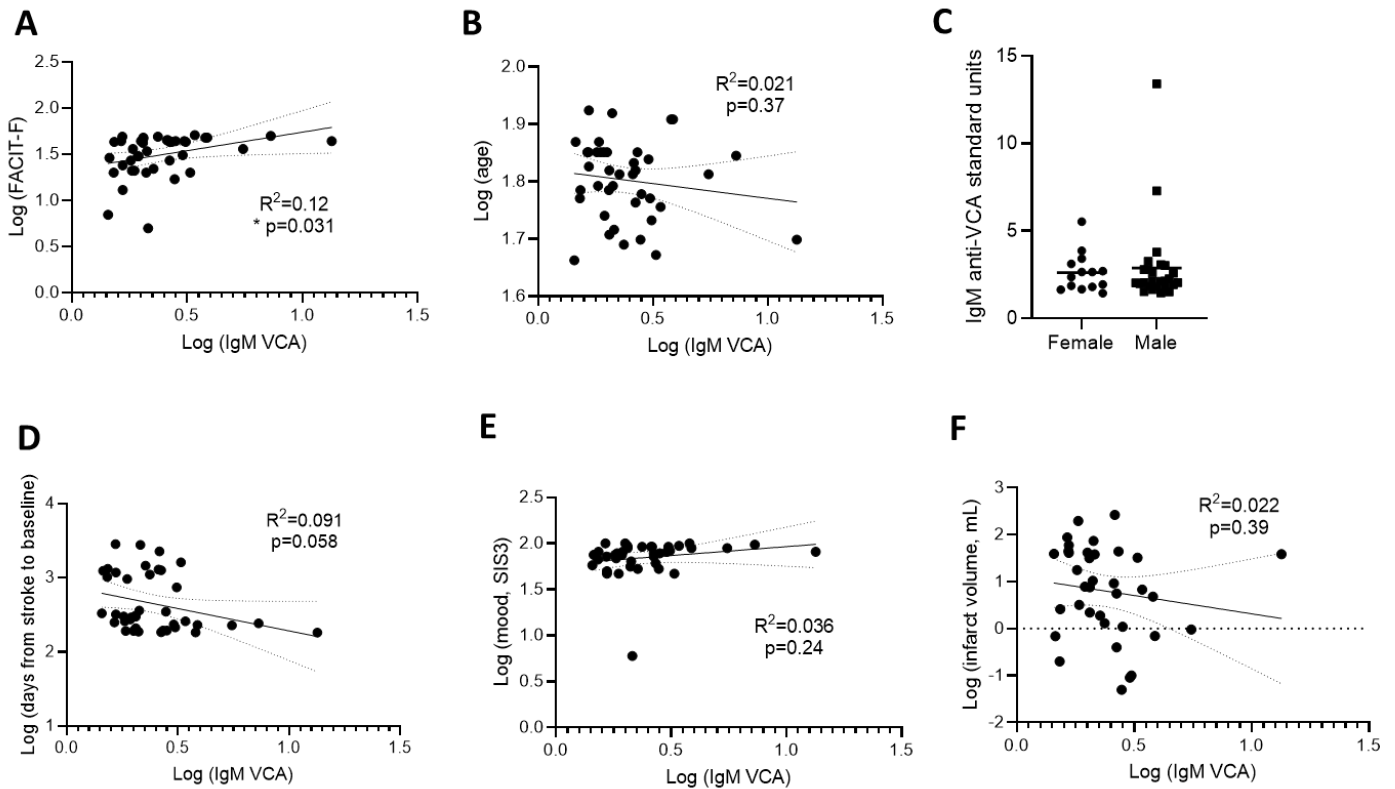 A
2.5
2.0
1.5
1.0
0.5
0.0
Log (FACIT-F)
R²=0.12
* p=0.031
0.0 0.5 1.0 1.5
Log (IgM VCA)
B
2.0
1.9
1.8
1.7
1.6
Log (age)
R²=0.021
p=0.37
0.0 0.5 1.0 1.5
Log (IgM VCA)
C
15
10
5
0
IgM anti-VCA standard units
Female Male
D
4
3
2
1
Log (days from stroke to baseline)
R²=0.091
p=0.058
0.0 0.5 1.0 1.5
Log (IgM VCA)
E
2.5
2.0
1.5
1.0
0.5
0.0
Log (mood, SIS3)
R²=0.036
p=0.24
0.0 0.5 1.0 1.5
Log (IgM VCA)
F
3
2
1
0
-1
-2
Log (infarct volume, mL)
R²=0.022
p=0.39
0.0 0.5 1.0 1.5
Log (IgM VCA)